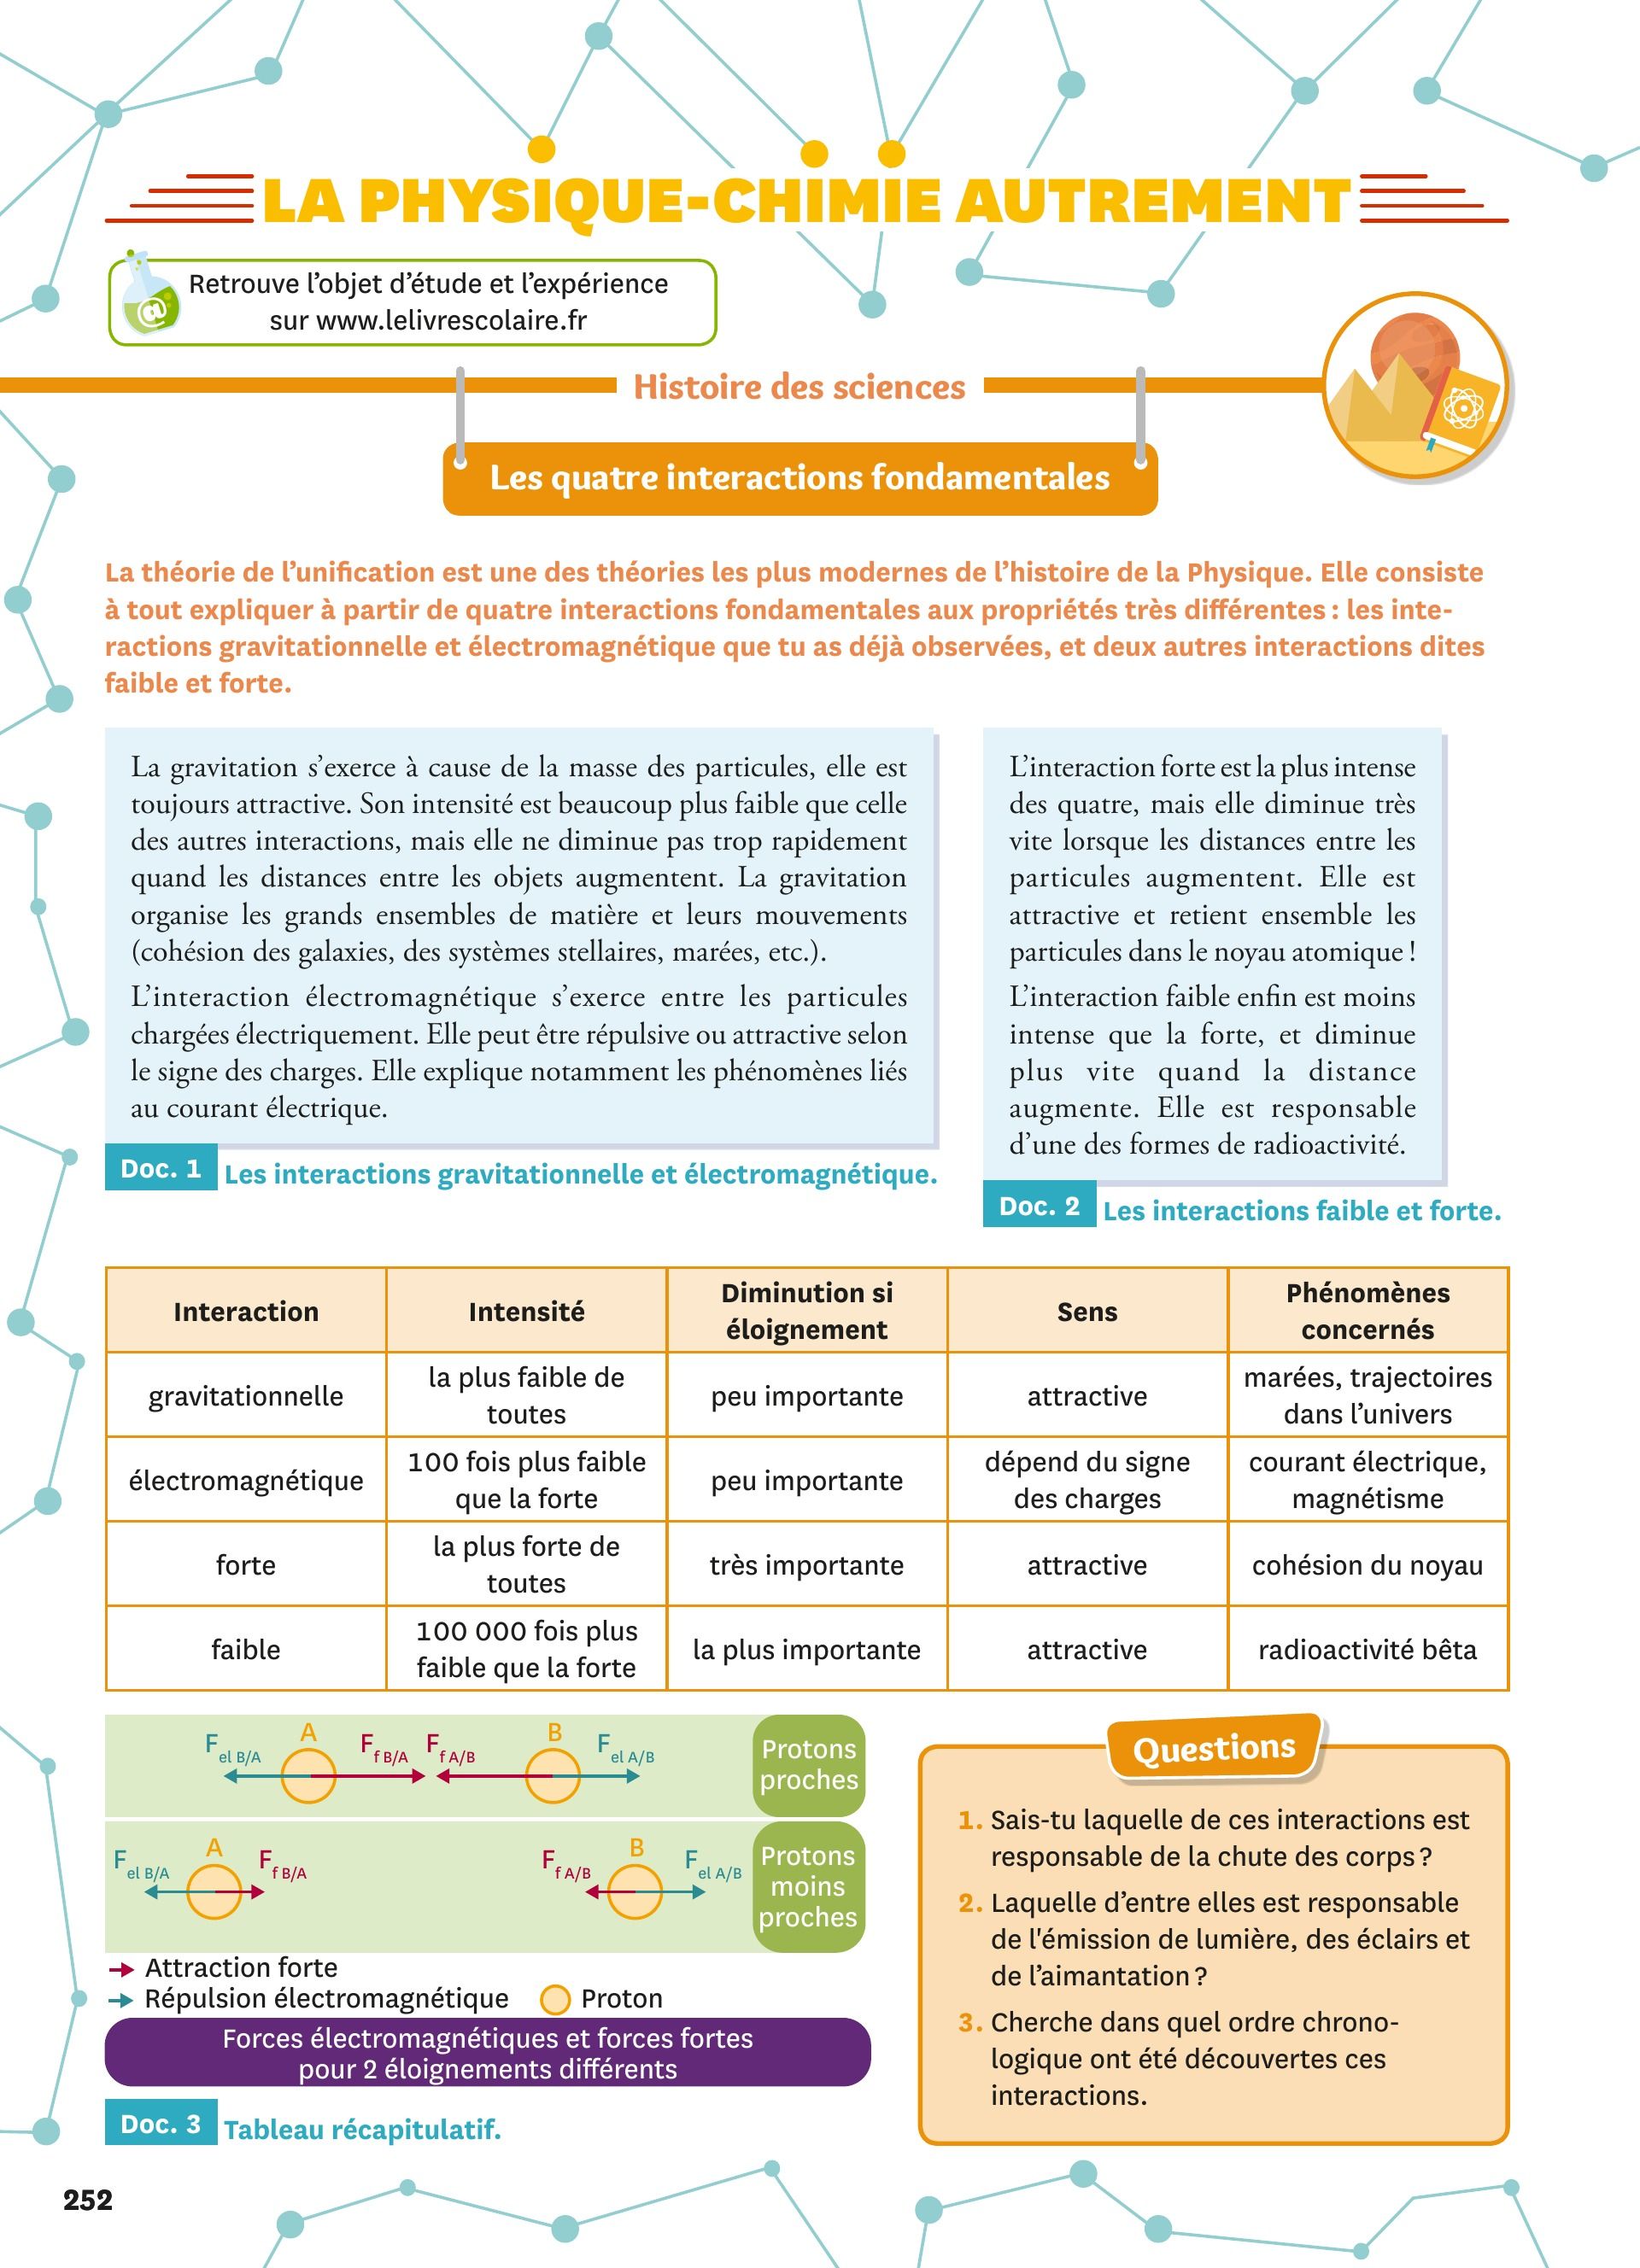 LA PHYSIQUE-CHIMIE AUTREMENT
@
Retrouve l’objet d’étude et l’expérience
sur www.lelivrescolaire.fr
Histoire des sciences
Les quatre interactions fondamentales
La théorie de l’unification est une des théories les plus modernes de l’histoire de la Physique. Elle consiste
à tout expliquer à partir de quatre interactions fondamentales aux propriétés très différentes : les inte-
ractions gravitationnelle et électromagnétique que tu as déjà observées, et deux autres interactions dites
faible et forte.
La gravitation s’exerce à cause de la masse des particules, elle est
toujours attractive. Son intensité est beaucoup plus faible que celle
des autres interactions, mais elle ne diminue pas trop rapidement
quand les distances entre les objets augmentent. La gravitation
organise les grands ensembles de matière et leurs mouvements
(cohésion des galaxies, des systèmes stellaires, marées, etc.).
L’interaction électromagnétique s’exerce entre les particules
chargées électriquement. Elle peut être répulsive ou attractive selon
le signe des charges. Elle explique notamment les phénomènes liés
au courant électrique.
Doc. 1 Les interactions gravitationnelle et électromagnétique.
L’interaction forte est la plus intense
des quatre, mais elle diminue très
vite lorsque les distances entre les
particules augmentent. Elle est
attractive et retient ensemble les
particules dans le noyau atomique !
L’interaction faible enfin est moins
intense que la forte, et diminue
plus vite quand la distance
augmente. Elle est responsable
d’une des formes de radioactivité.
Doc. 2 Les interactions faible et forte.
Interaction
Intensité
Diminution si
éloignement
Sens
Phénomènes
concernés
gravitationnelle
la plus faible de
toutes
peu importante
attractive
marées, trajectoires
dans l’univers
électromagnétique
100 fois plus faible
que la forte
peu importante
dépend du signe
des charges
courant électrique,
magnétisme
forte
la plus forte de
toutes
très importante
attractive
cohésion du noyau
faible
100 000 fois plus
faible que la forte
la plus importante
attractive
radioactivité bêta
A
B
F el B/A
F f B/A
F f A/B
F el A/B
Protons
proches
A
B
F el B/A
F f B/A
F f A/B
F el A/B
Protons
moins
proches
Attraction forte
Répulsion électromagnétique
Proton
Forces électromagnétiques et forces fortes
pour 2 éloignements différents
Doc. 3 Tableau récapitulatif.
Questions
1. Sais-tu laquelle de ces interactions est
responsable de la chute des corps ?
2. Laquelle d’entre elles est responsable
de l'émission de lumière, des éclairs et
de l’aimantation ?
3. Cherche dans quel ordre chrono-
logique ont été découvertes ces
interactions.
252